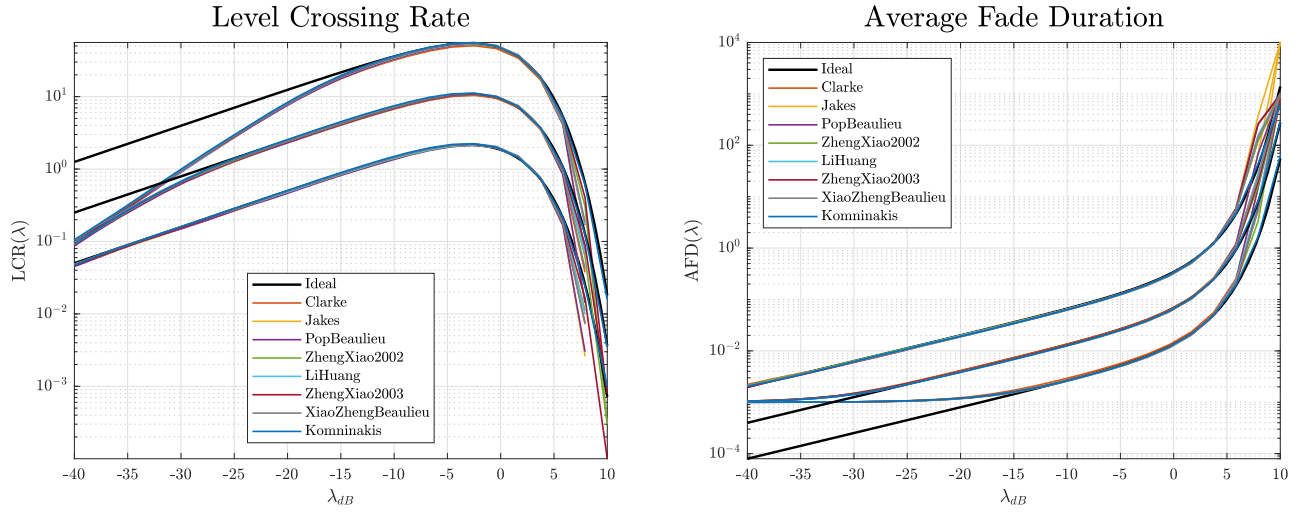 Level Crossing Rate
10^1
10^0
10^-1
10^-2
10^-3
LCR(λ)
Ideal
Clarke
Jakes
PopBeaulieu
ZhengXiao2002
LiHuang
ZhengXiao2003
XiaoZhengBeaulieu
Komninakis
-40 -35 -30 -25 -20 -15 -10 -5 0 5 10
λ_dB
Average Fade Duration
10^4
10^2
10^0
10^-2
10^-4
AFD(λ)
Ideal
Clarke
Jakes
PopBeaulieu
ZhengXiao2002
LiHuang
ZhengXiao2003
XiaoZhengBeaulieu
Komninakis
-40 -35 -30 -25 -20 -15 -10 -5 0 5 10
λ_dB